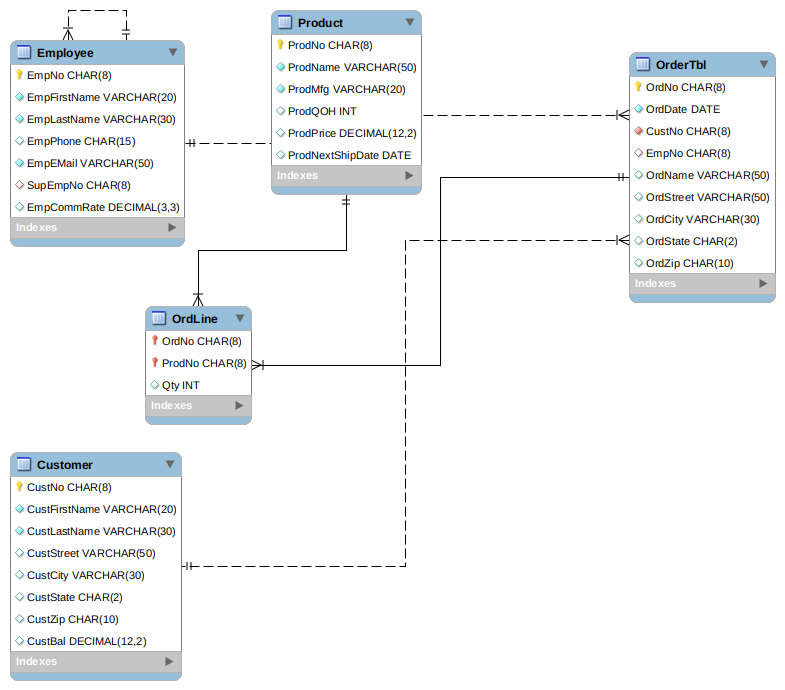 Employee
EmpNo CHAR(8)
EmpFirstName VARCHAR(20)
EmpLastName VARCHAR(30)
EmpPhone CHAR(15)
EmpEMail VARCHAR(50)
SupEmpNo CHAR(8)
EmpCommRate DECIMAL(3,3)
Indexes
Product
ProdNo CHAR(8)
ProdName VARCHAR(50)
ProdMfg VARCHAR(20)
ProdQOH INT
ProdPrice DECIMAL(12,2)
ProdNextShipDate DATE
Indexes
OrderTbl
OrdNo CHAR(8)
OrdDate DATE
CustNo CHAR(8)
EmpNo CHAR(8)
OrdName VARCHAR(50)
OrdStreet VARCHAR(50)
OrdCity VARCHAR(30)
OrdState CHAR(2)
OrdZip CHAR(10)
Indexes
OrdLine
OrdNo CHAR(8)
ProdNo CHAR(8)
Qty INT
Indexes
Customer
CustNo CHAR(8)
CustFirstName VARCHAR(20)
CustLastName VARCHAR(30)
CustStreet VARCHAR(50)
CustCity VARCHAR(30)
CustState CHAR(2)
CustZip CHAR(10)
CustBal DECIMAL(12,2)
Indexes